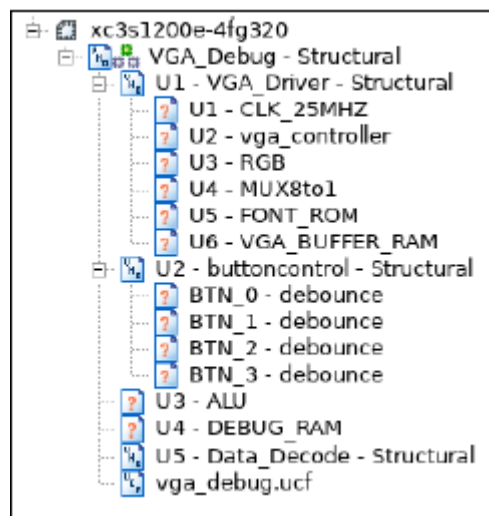 xc3s1200e-4fg320
VGA_Debug - Structural
U1 - VGA_Driver - Structural
U1 - CLK_25MHZ
U2 - vga_controller
U3 - RGB
U4 - MUX8to1
U5 - FONT_ROM
U6 - VGA_BUFFER_RAM
U2 - buttoncontrol - Structural
BTN_0 - debounce
BTN_1 - debounce
BTN_2 - debounce
BTN_3 - debounce
U3 - ALU
U4 - DEBUG_RAM
U5 - Data_Decode - Structural
vga_debug.ucf